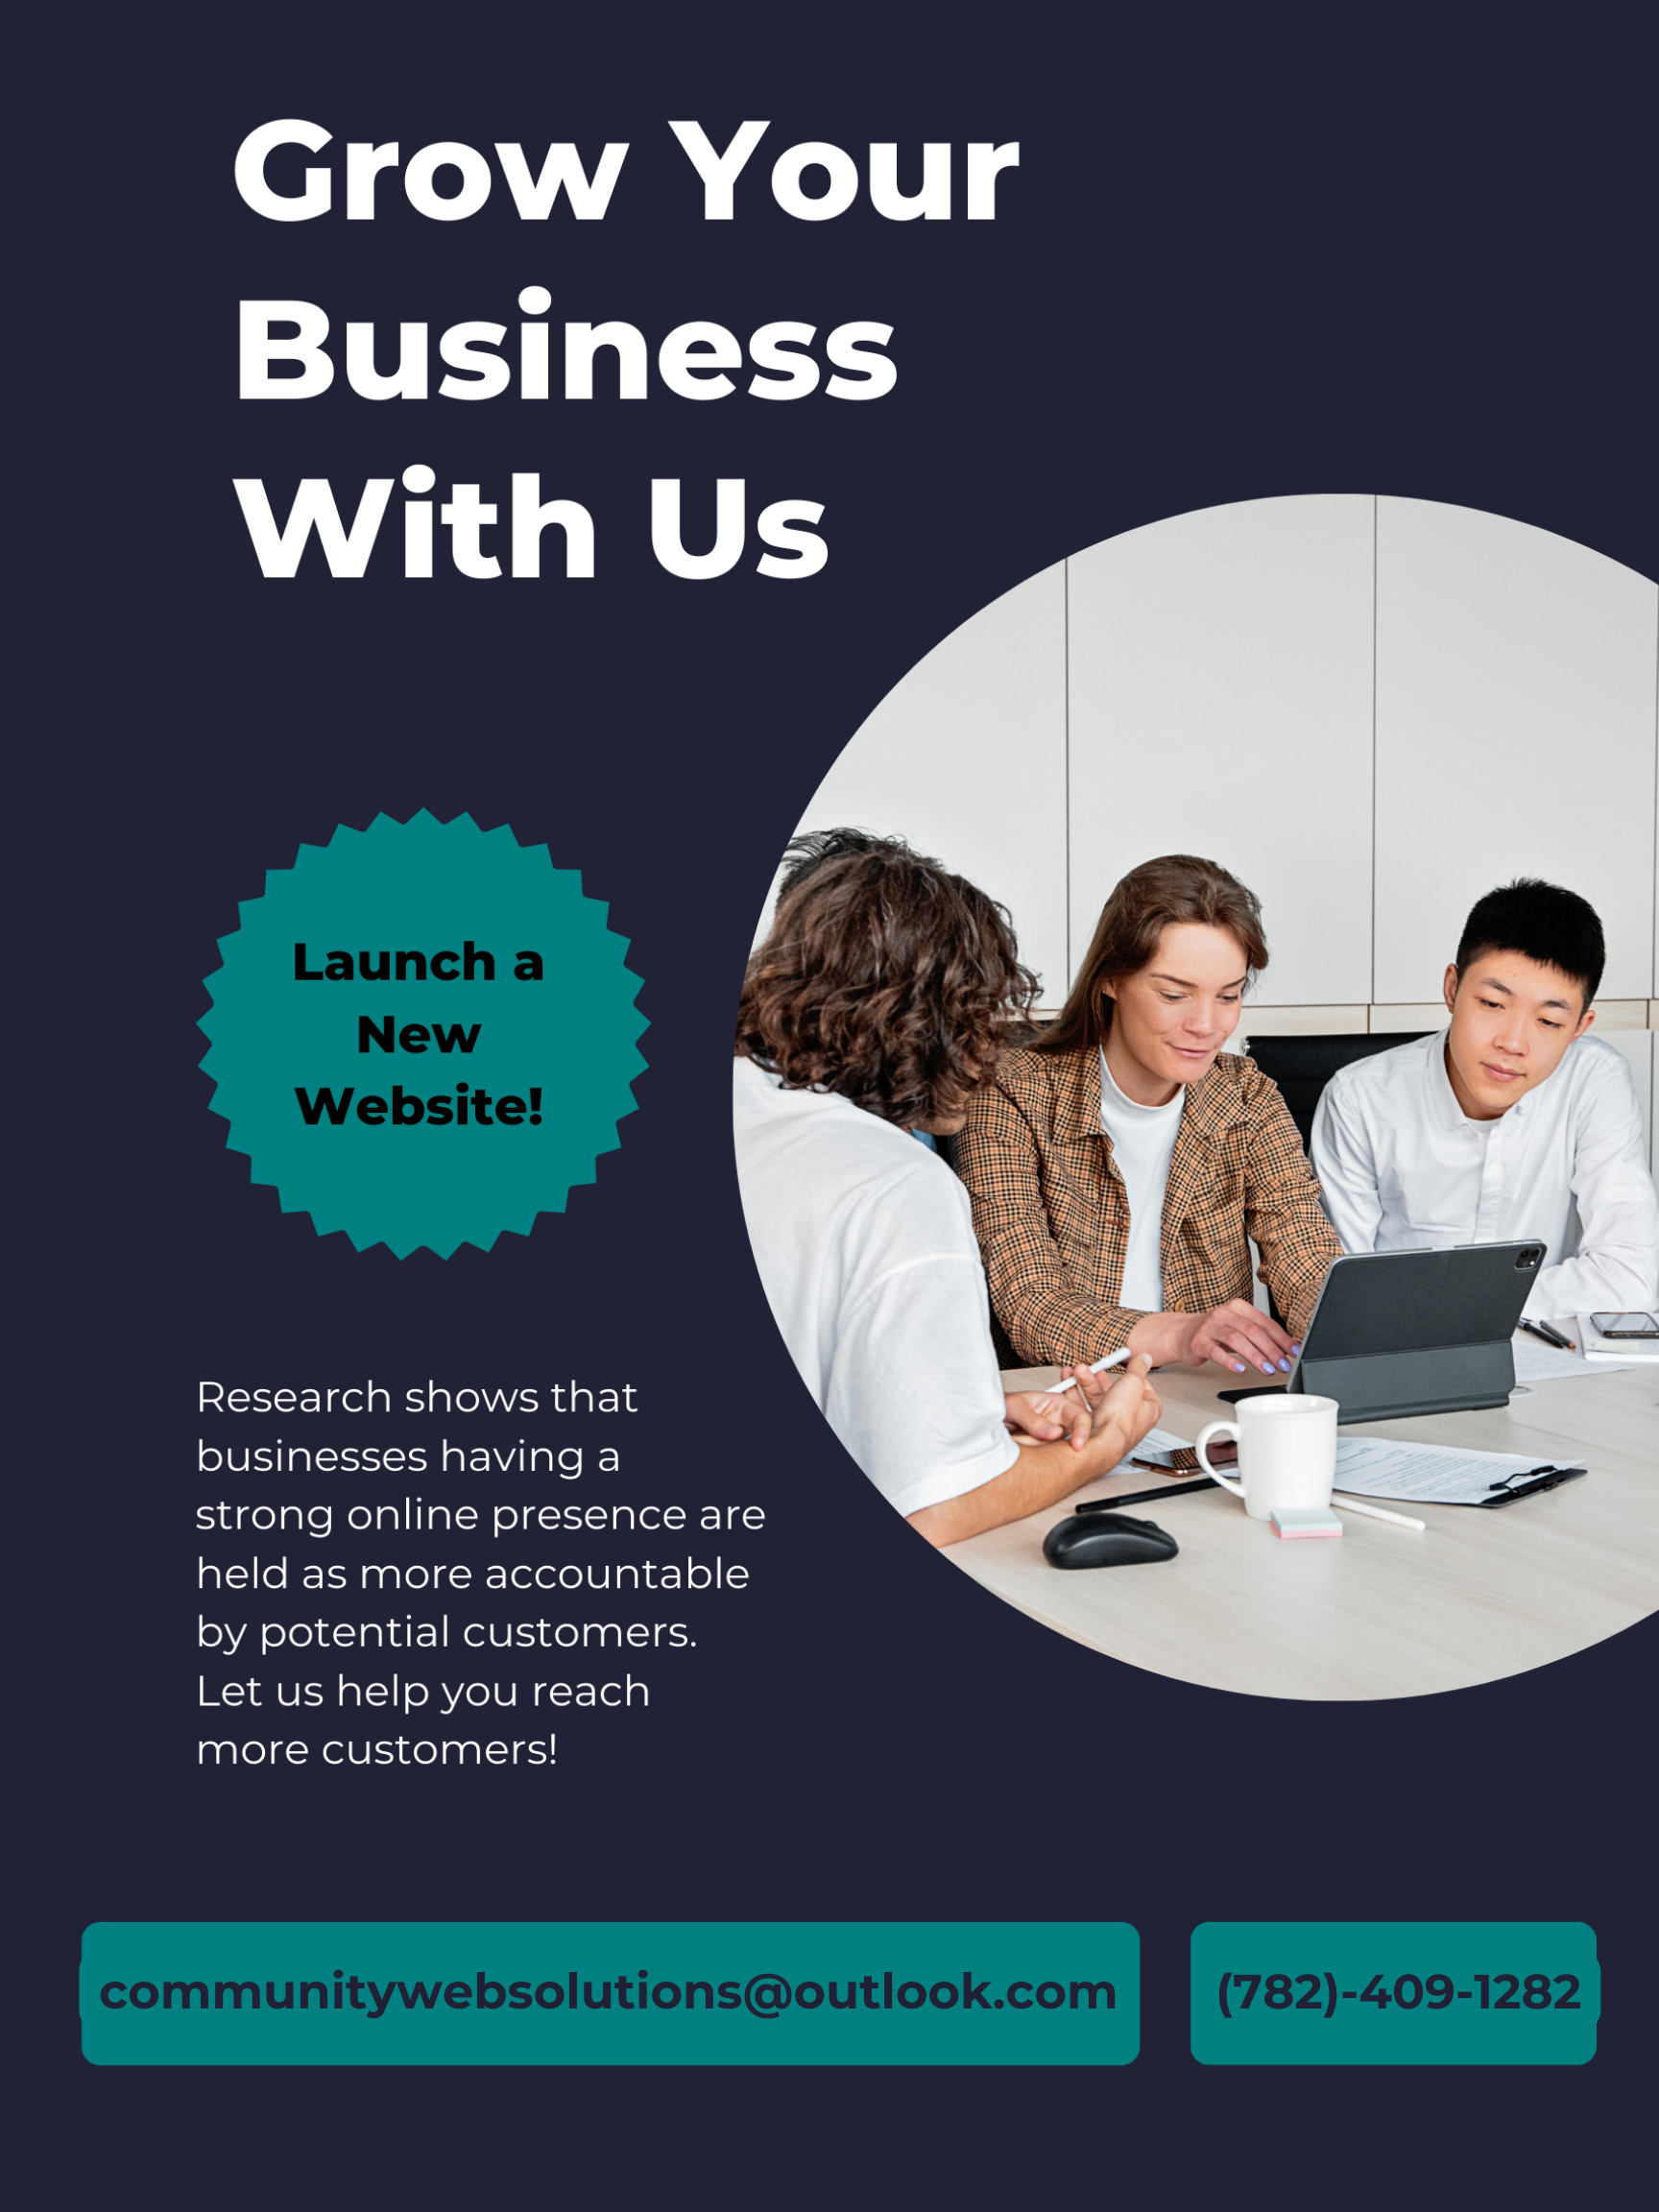 Grow Your
Business
With Us
Launch a
New
Website!
Research shows that
businesses having a
strong online presence are
held as more accountable
by potential customers.
Let us help you reach
more customers!
communitywebsolutions@outlook.com
(782)-409-1282